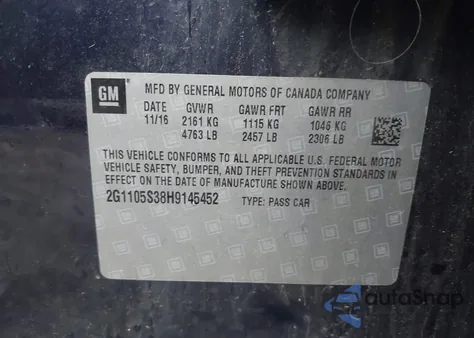 GM
MFD BY GENERAL MOTORS OF CANADA COMPANY
DATE GVWR GAWR FRT GAWR RR
11/16 2161 KG 1115 KG 1046 KG
4763 LB 2457 LB 2306 LB
THIS VEHICLE CONFORMS TO ALL APPLICABLE U.S. FEDERAL MOTOR
VEHICLE SAFETY, BUMPER, AND THEFT PREVENTION STANDARDS IN
EFFECT ON THE DATE OF MANUFACTURE SHOWN ABOVE.
2G1105S38H9145452 TYPE: PASS CAR
autoSnap